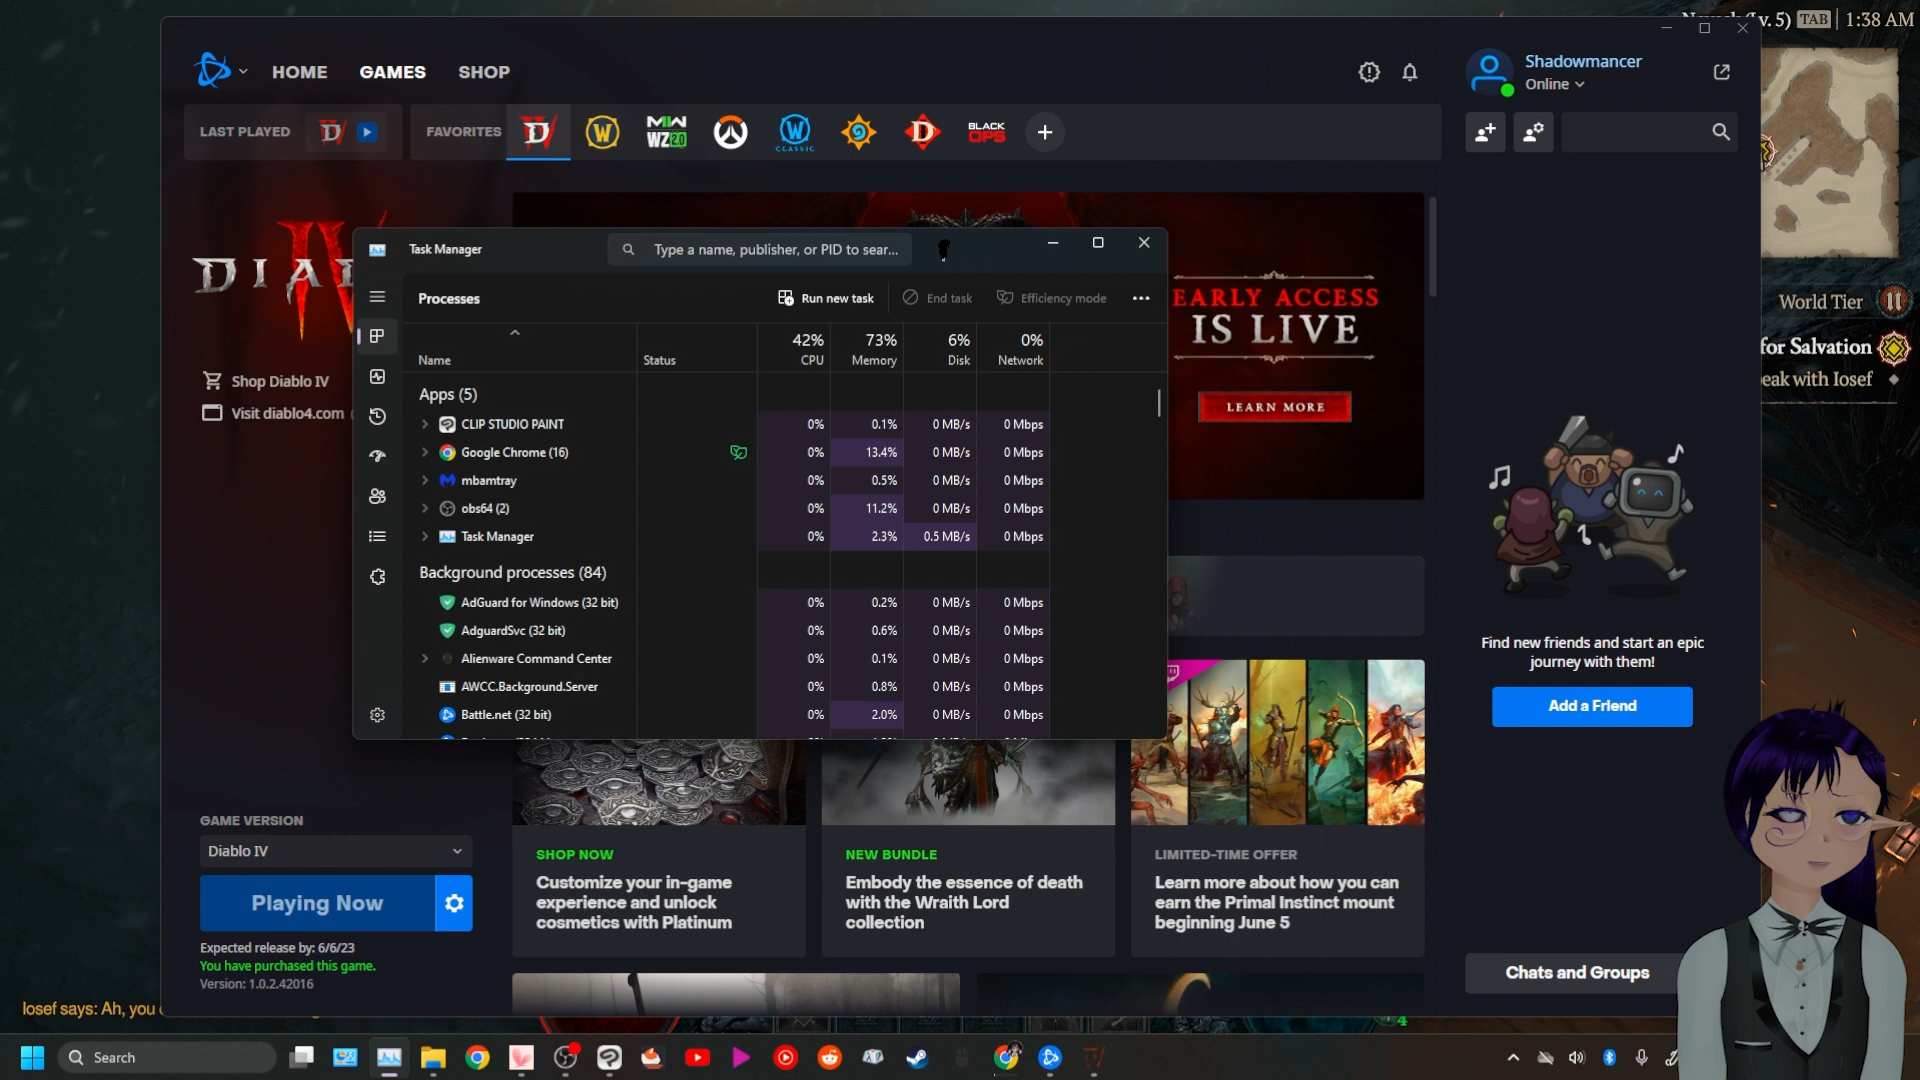 v. 5) TAB 1:38 AM
HOME GAMES SHOP
Shadowmancer
Online
LAST PLAYED
FAVORITES
MW
WZ 2.0
CLASSIC
BLACK
OPS
DIA
EARLY ACCESS
IS LIVE
LEARN MORE
World Tier II
for Salvation
eak with Iosef
Shop Diablo IV
Visit diablo4.com
Task Manager
Type a name, publisher, or PID to sear...
Processes
Run new task
End task
Efficiency mode
42% 73% 6% 0%
Name Status CPU Memory Disk Network
Apps (5)
CLIP STUDIO PAINT 0% 0.1% 0 MB/s 0 Mbps
Google Chrome (16) 0% 13.4% 0 MB/s 0 Mbps
mbamtray 0% 0.5% 0 MB/s 0 Mbps
obs64 (2) 0% 11.2% 0 MB/s 0 Mbps
Task Manager 0% 2.3% 0.5 MB/s 0 Mbps
Background processes (84)
AdGuard for Windows (32 bit) 0% 0.2% 0 MB/s 0 Mbps
AdguardSvc (32 bit) 0% 0.6% 0 MB/s 0 Mbps
Alienware Command Center 0% 0.1% 0 MB/s 0 Mbps
AWCC.Background.Server 0% 0.8% 0 MB/s 0 Mbps
Battle.net (32 bit) 0% 2.0% 0 MB/s 0 Mbps
Find new friends and start an epic
journey with them!
Add a Friend
GAME VERSION
Diablo IV
Playing Now
Expected release by: 6/6/23
You have purchased this game.
Version: 1.0.2.42016
SHOP NOW
Customize your in-game
experience and unlock
cosmetics with Platinum
NEW BUNDLE
Embody the essence of death
with the Wraith Lord
collection
LIMITED-TIME OFFER
Learn more about how you can
earn the Primal Instinct mount
beginning June 5
Chats and Groups
Iosef says: Ah, you
4
Search